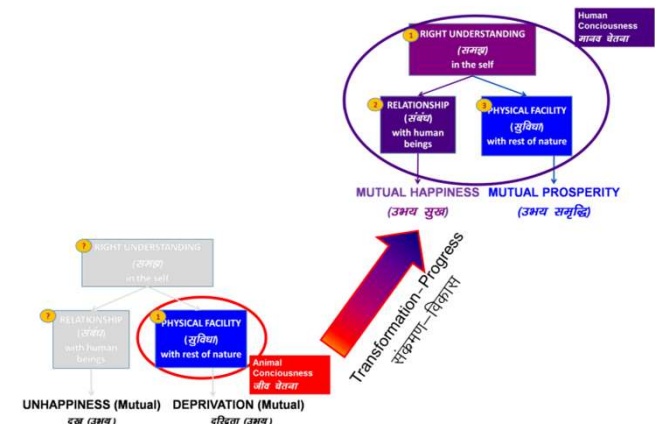 Human
Conciousness
मानव चेतना
1
RIGHT UNDERSTANDING
(समझ)
in the self
2
RELATIONSHIP
(संबंध)
with human
beings
3
PHYSICAL FACILITY
(सुविधा)
with rest of nature
MUTUAL HAPPINESS
(उभय सुख)
MUTUAL PROSPERITY
(उभय समृद्धि)
Transformation–Progress
संक्रमण–विकास
?
RIGHT UNDERSTANDING
(समझ)
in the self
?
RELATIONSHIP
(संबंध)
with human
beings
1
PHYSICAL FACILITY
(सुविधा)
with rest of nature
Animal
Conciousness
जीव चेतना
UNHAPPINESS (Mutual)
DEPRIVATION (Mutual)
दरिद्रता (उभय)